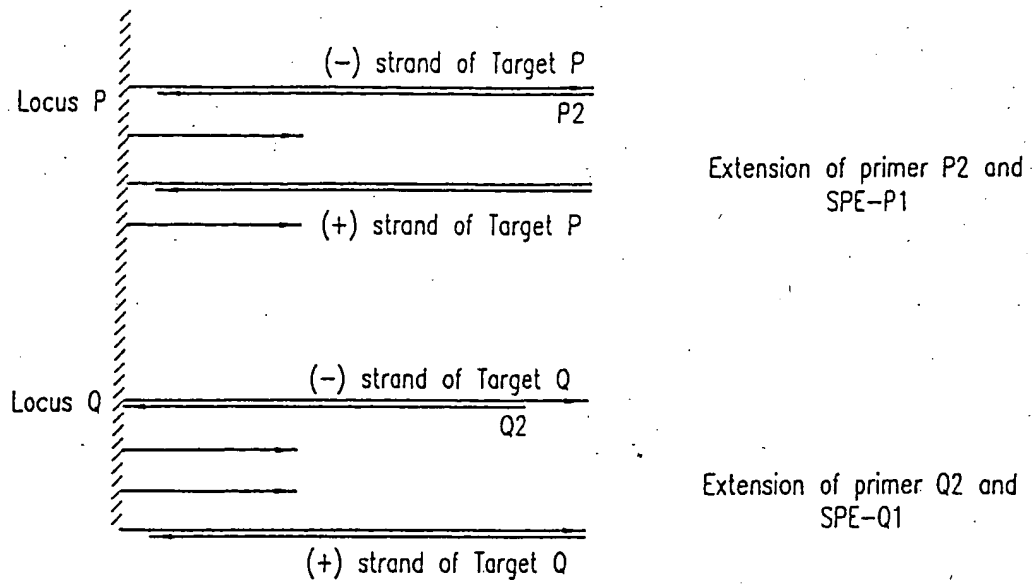 (−) strand of Target P
Locus P
P2
Extension of primer P2 and
SPE-P1
(+) strand of Target P
(−) strand of Target Q
Locus Q
Q2
Extension of primer Q2 and
SPE-Q1
(+) strand of Target Q